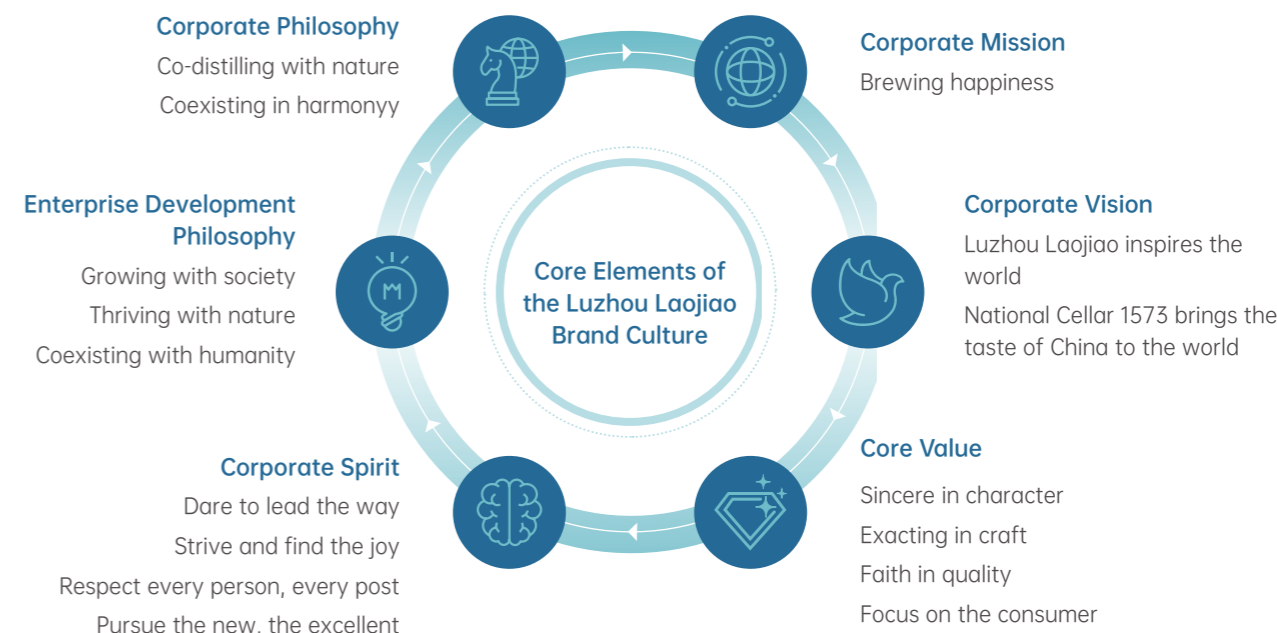 Corporate Philosophy
Co-distilling with nature
Coexisting in harmonyy
Corporate Mission
Brewing happiness
Enterprise Development
Philosophy
Growing with society
Thriving with nature
Coexisting with humanity
Core Elements of
the Luzhou Laojiao
Brand Culture
Corporate Vision
Luzhou Laojiao inspires the
world
National Cellar 1573 brings the
taste of China to the world
Corporate Spirit
Dare to lead the way
Strive and find the joy
Respect every person, every post
Pursue the new, the excellent
Core Value
Sincere in character
Exacting in craft
Faith in quality
Focus on the consumer